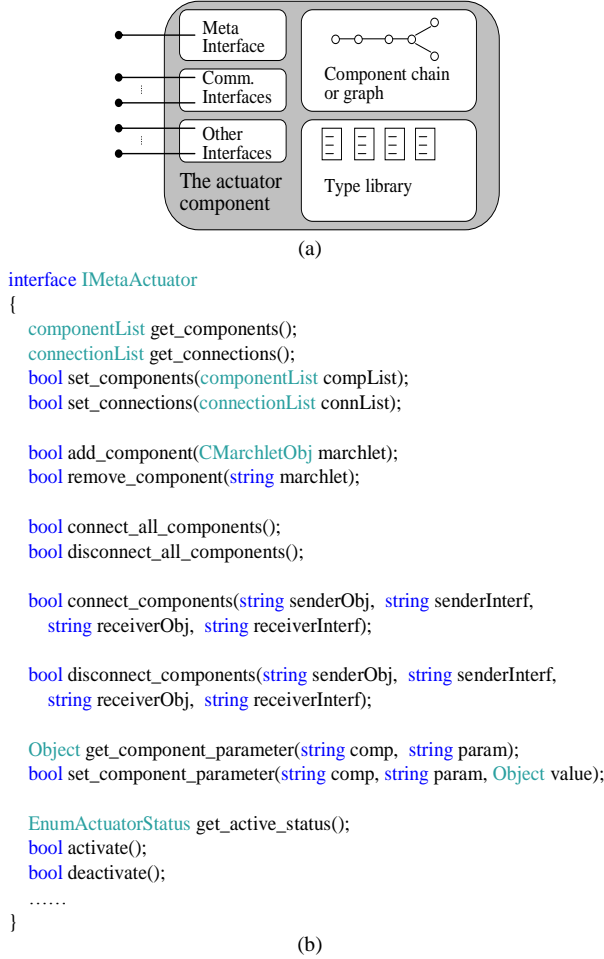 Meta
Interface
Comm.
Interfaces
Other
Interfaces
The actuator
component
Component chain
or graph
Type library
(a)
interface IMetaActuator
{
componentList get_components();
connectionList get_connections();
bool set_components(componentList compList);
bool set_connections(connectionList connList);
bool add_component(CMarchletObj marchlet);
bool remove_component(string marchlet);
bool connect_all_components();
bool disconnect_all_components();
bool connect_components(string senderObj, string senderInterf,
string receiverObj, string receiverInterf);
bool disconnect_components(string senderObj, string senderInterf,
string receiverObj, string receiverInterf);
Object get_component_parameter(string comp, string param);
bool set_component_parameter(string comp, string param, Object value);
EnumActuatorStatus get_active_status();
bool activate();
bool deactivate();
……
}
(b)